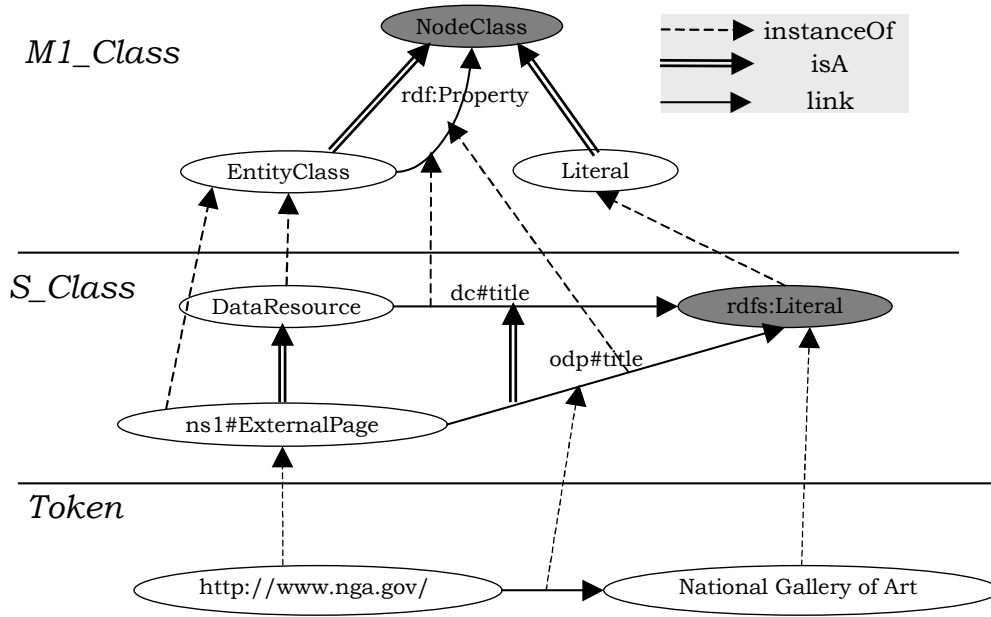 NodeClass
instanceOf
M1_Class
isA
rdf:Property
link
EntityClass
Literal
S_Class
DataResource
dc#title
rdfs:Literal
odp#title
ns1#ExternalPage
Token
http://www.nga.gov/
National Gallery of Art